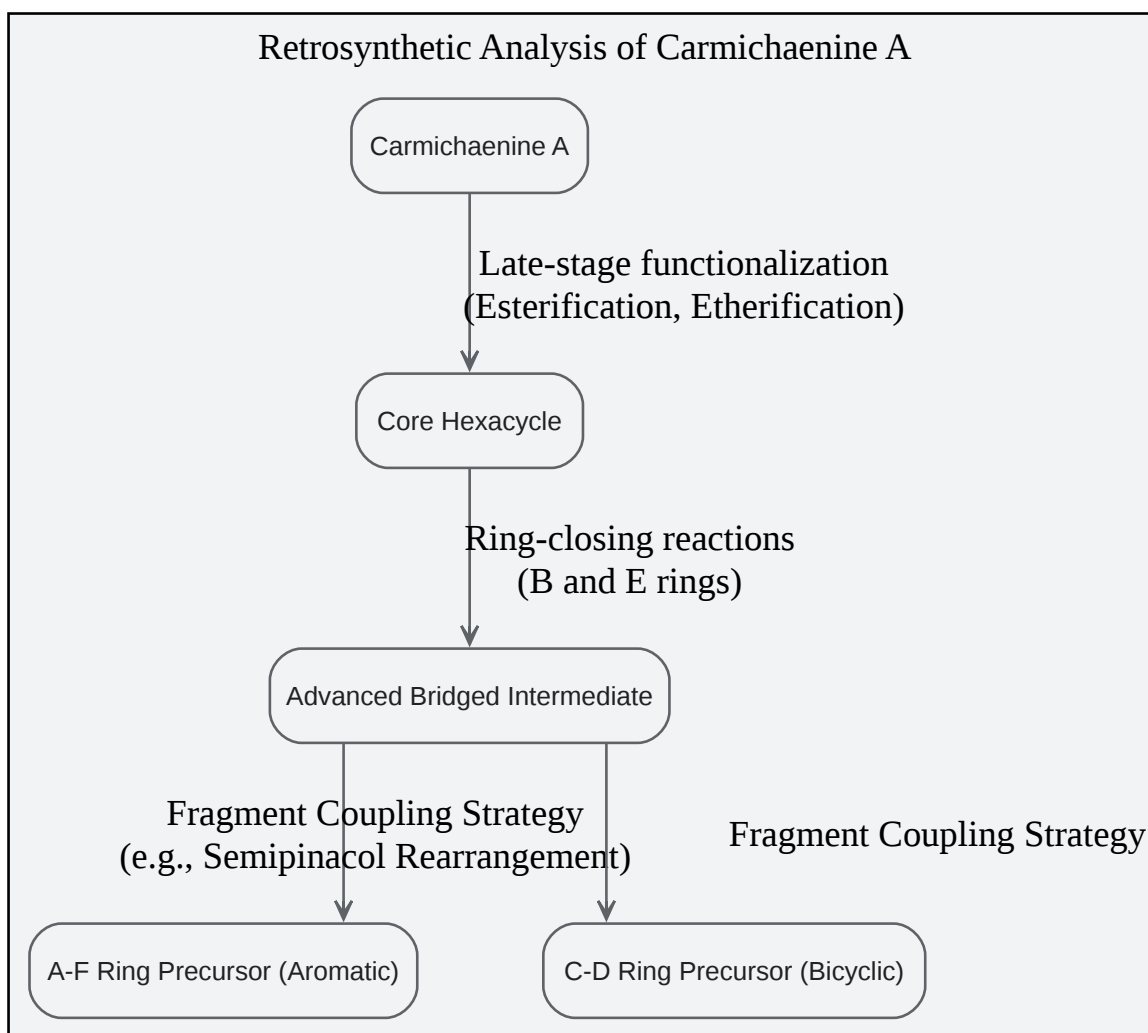 Retrosynthetic Analysis of Carmichaenine A
Carmichaenine A
Late-stage functionalization
(Esterification, Etherification)
Core Hexacycle
Ring-closing reactions
(B and E rings)
Advanced Bridged Intermediate
Fragment Coupling Strategy
(e.g., Semipinacol Rearrangement)
Fragment Coupling Strategy
A-F Ring Precursor (Aromatic)
C-D Ring Precursor (Bicyclic)